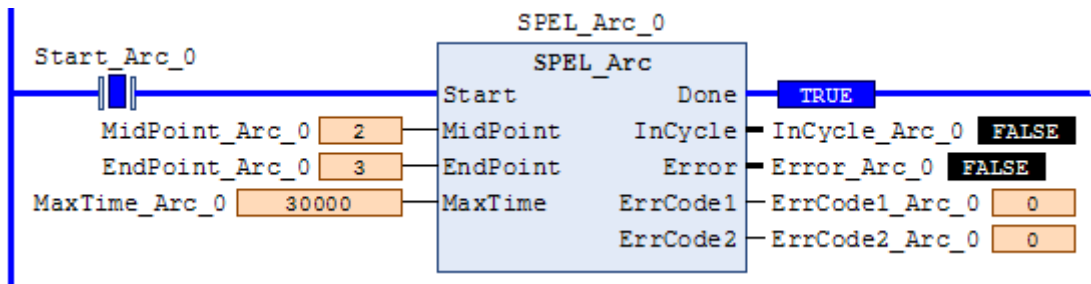 SPEL_Arc_0
Start_Arc_0
SPEL_Arc
Start Done TRUE
MidPoint_Arc_0 2 MidPoint InCycle InCycle_Arc_0 FALSE
EndPoint_Arc_0 3 EndPoint Error Error_Arc_0 FALSE
MaxTime_Arc_0 30000 MaxTime ErrCode1 ErrCode1_Arc_0 0
ErrCode2 ErrCode2_Arc_0 0